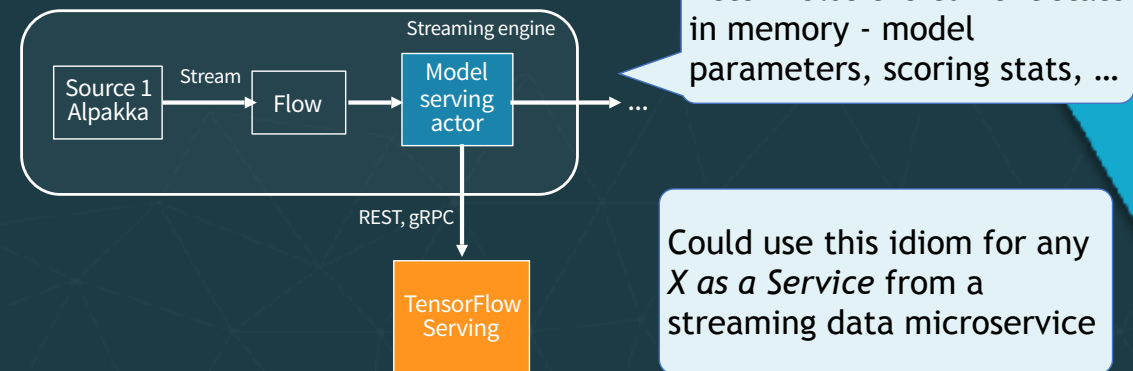 Streaming engine
in memory - model
parameters, scoring stats, …
Source 1
Alpakka
Stream
Flow
Model
serving
actor
...
REST, gRPC
TensorFlow
Serving
Could use this idiom for any
X as a Service from a
streaming data microservice